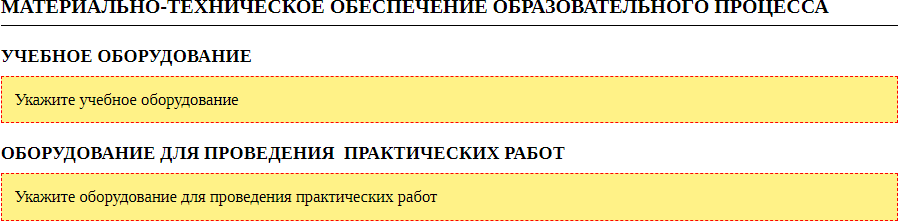 МАТЕРИАЛЬНО-ТЕХНИЧЕСКОЕ ОБЕСПЕЧЕНИЕ ОБРАЗОВАТЕЛЬНОГО ПРОЦЕССА
УЧЕБНОЕ ОБОРУДОВАНИЕ
Укажите учебное оборудование
ОБОРУДОВАНИЕ ДЛЯ ПРОВЕДЕНИЯ  ПРАКТИЧЕСКИХ РАБОТ
Укажите оборудование для проведения практических работ